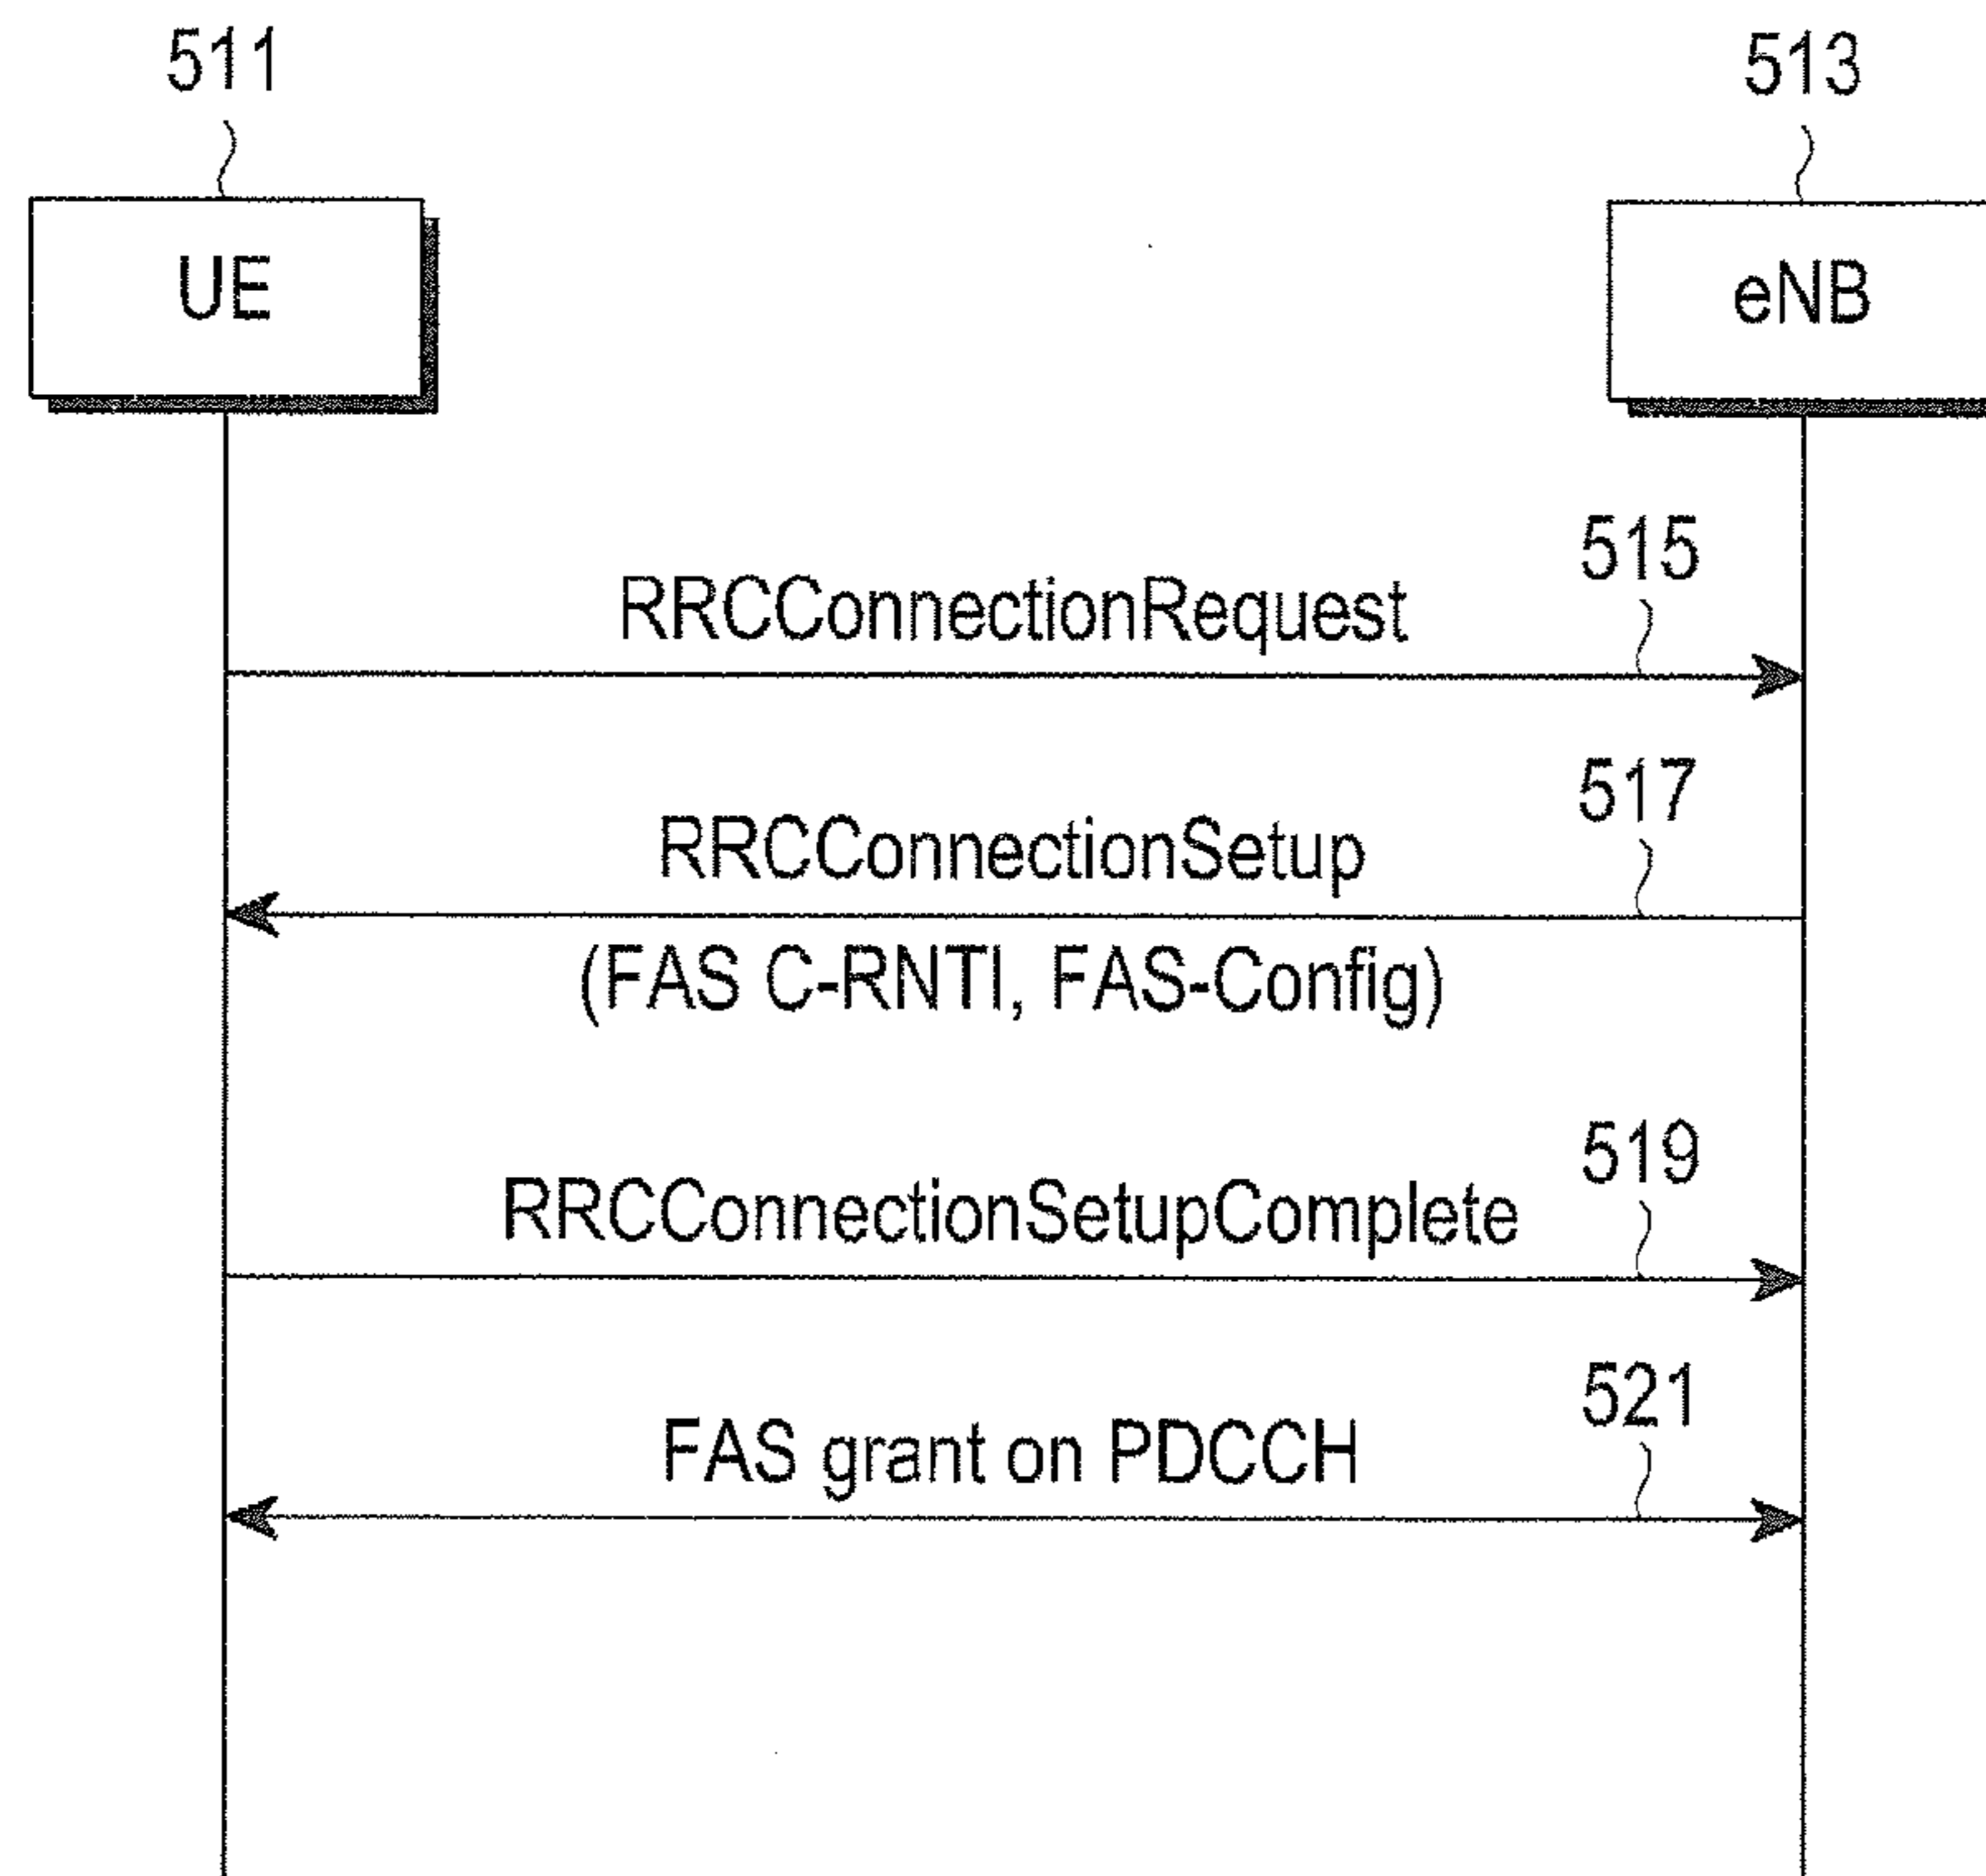 511
513
UE
eNB
515
RRCConnectionRequest
517
RRCConnectionSetup
(FAS C-RNTI, FAS-Config)
519
RRCConnectionSetupComplete
521
FAS grant on PDCCH